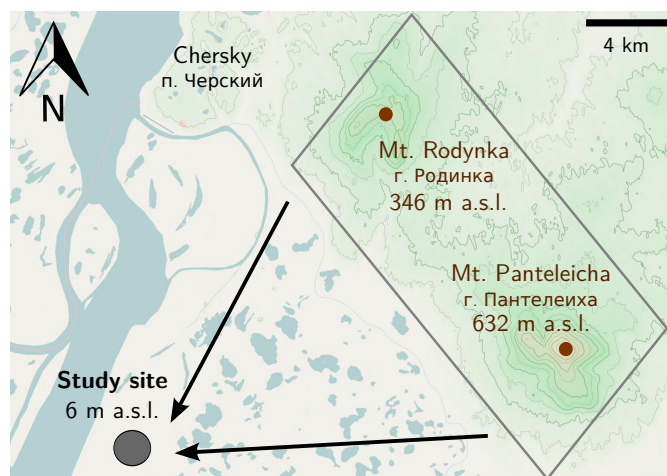 4 km
Chersky
п. Черский
N
Mt. Rodynka
г. Родинка
346 m a.s.l.
Mt. Panteleicha
г. Пантелеиха
632 m a.s.l.
Study site
6 m a.s.l.